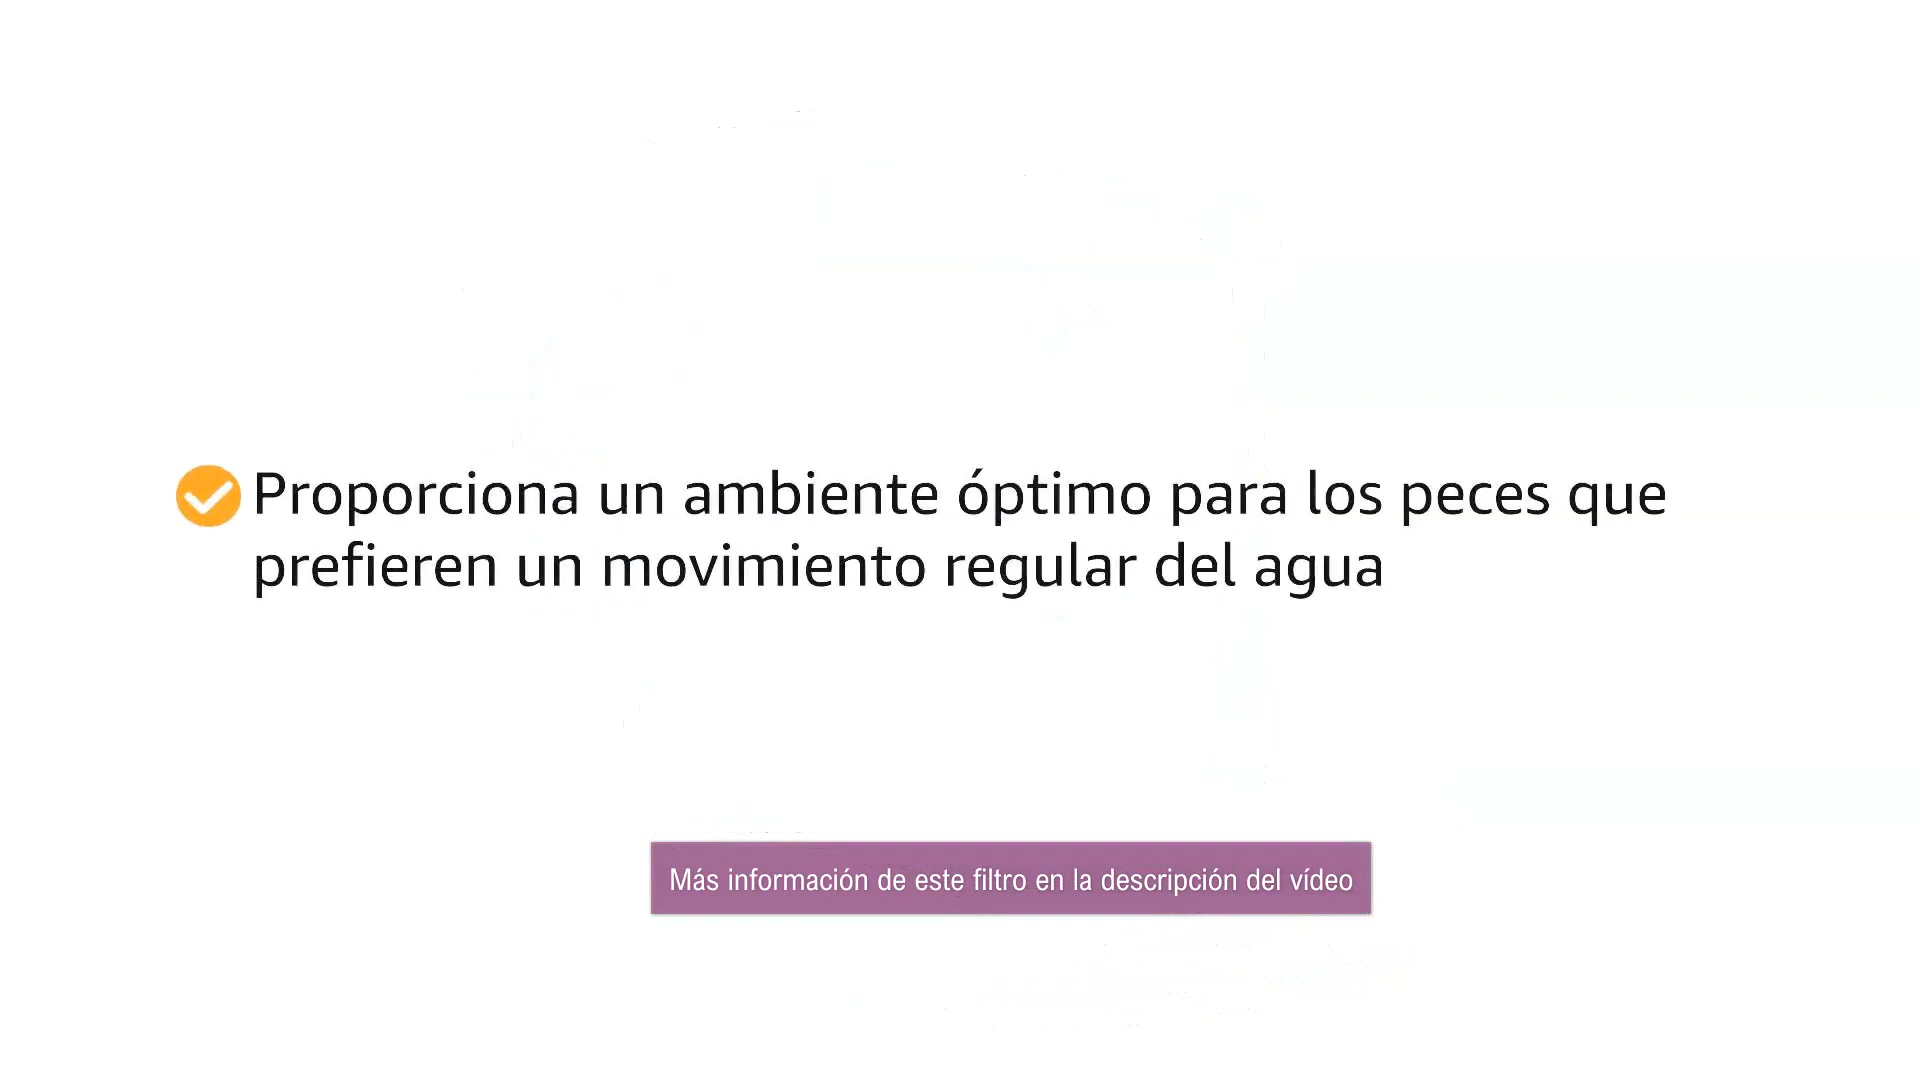 Proporciona un ambiente óptimo para los peces que
prefieren un movimiento regular del agua
Más información de este filtro en la descripción del vídeo